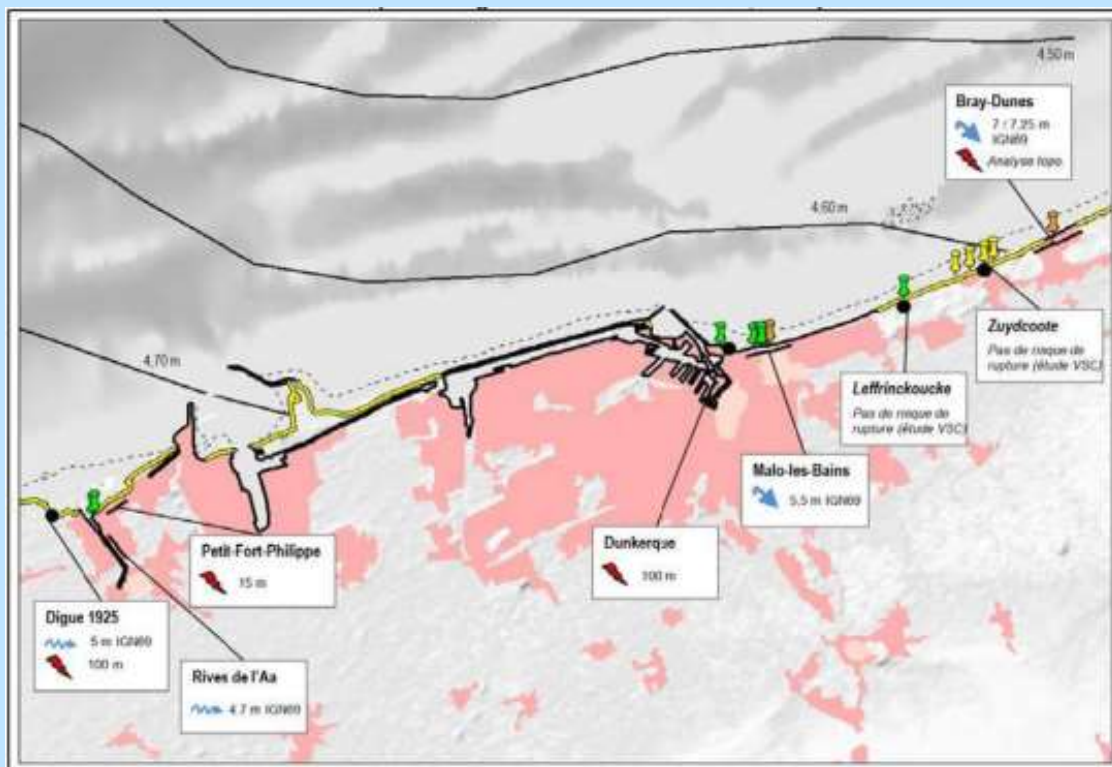 4.50 m
Bray-Dunes
7 / 7.25 m
IGN69
Analyse topo
4.60 m
Zuydcoote
Pas de risque de
rupture (étude VSC)
4.70 m
Leffrinckoucke
Pas de risque de
rupture (étude VSC)
Malo-les-Bains
5.5 m IGN69
Dunkerque
100 m
Petit-Fort-Philippe
15 m
Digue 1925
5 m IGN69
100 m
Rives de l'Aa
4.7 m IGN69